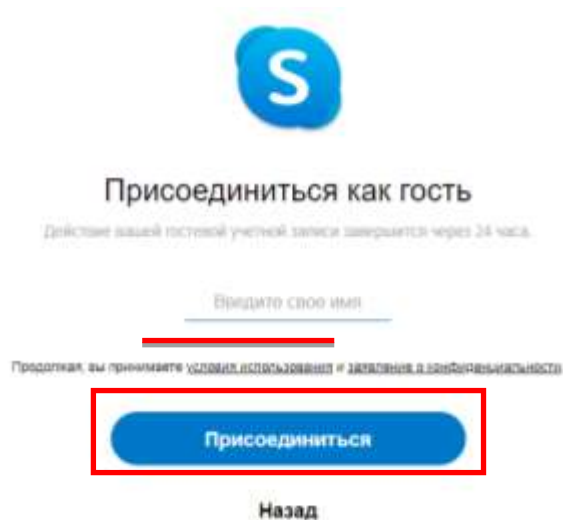 S
Присоединиться как гость
Действие вашей гостевой учетной записи завершится через 24 часа.
Введите свое имя
Продолжая, вы принимаете условия использования и заявление о конфиденциальности
Присоединиться
Назад